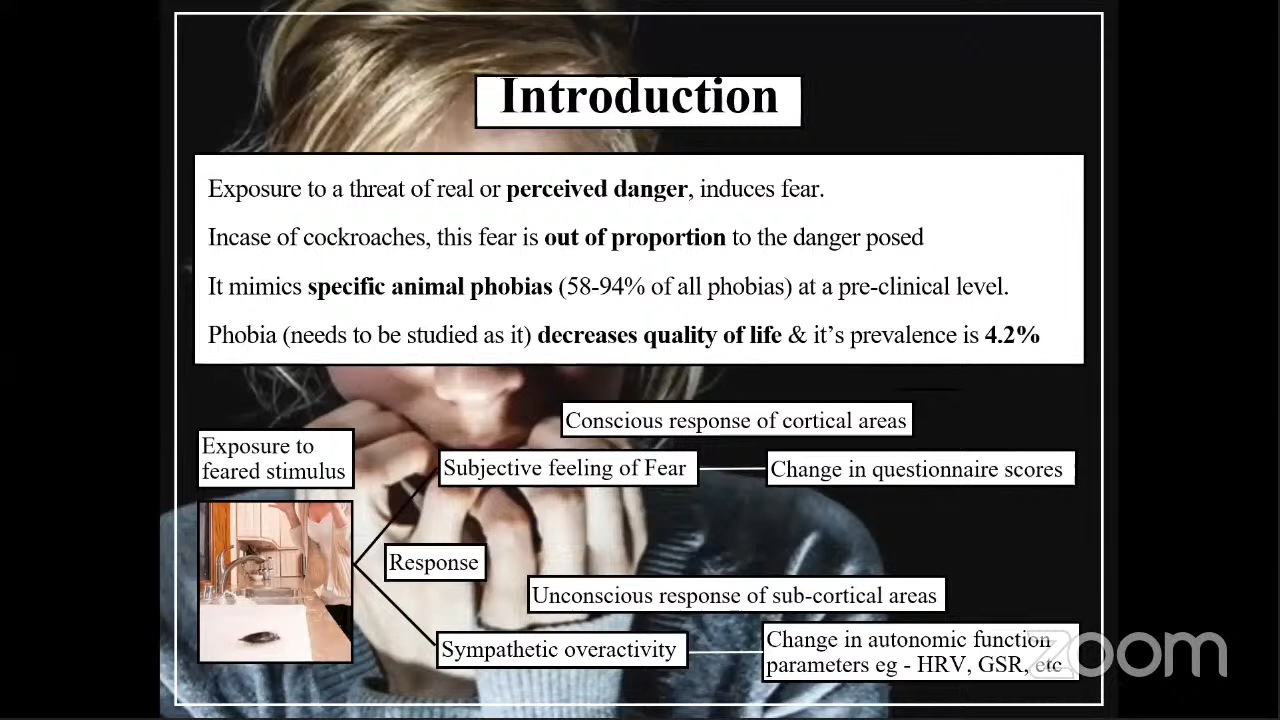 Introduction
Exposure to a threat of real or perceived danger, induces fear.
Incase of cockroaches, this fear is out of proportion to the danger posed
It mimics specific animal phobias (58-94% of all phobias) at a pre-clinical level.
Phobia (needs to be studied as it) decreases quality of life & it's prevalence is 4.2%
Conscious response of cortical areas
Exposure to
feared stimulus
Subjective feeling of Fear
Change in questionnaire scores
Response
Unconscious response of sub-cortical areas
Sympathetic overactivity
Change in autonomic function
parameters eg - HRV, GSR, etc
zoom